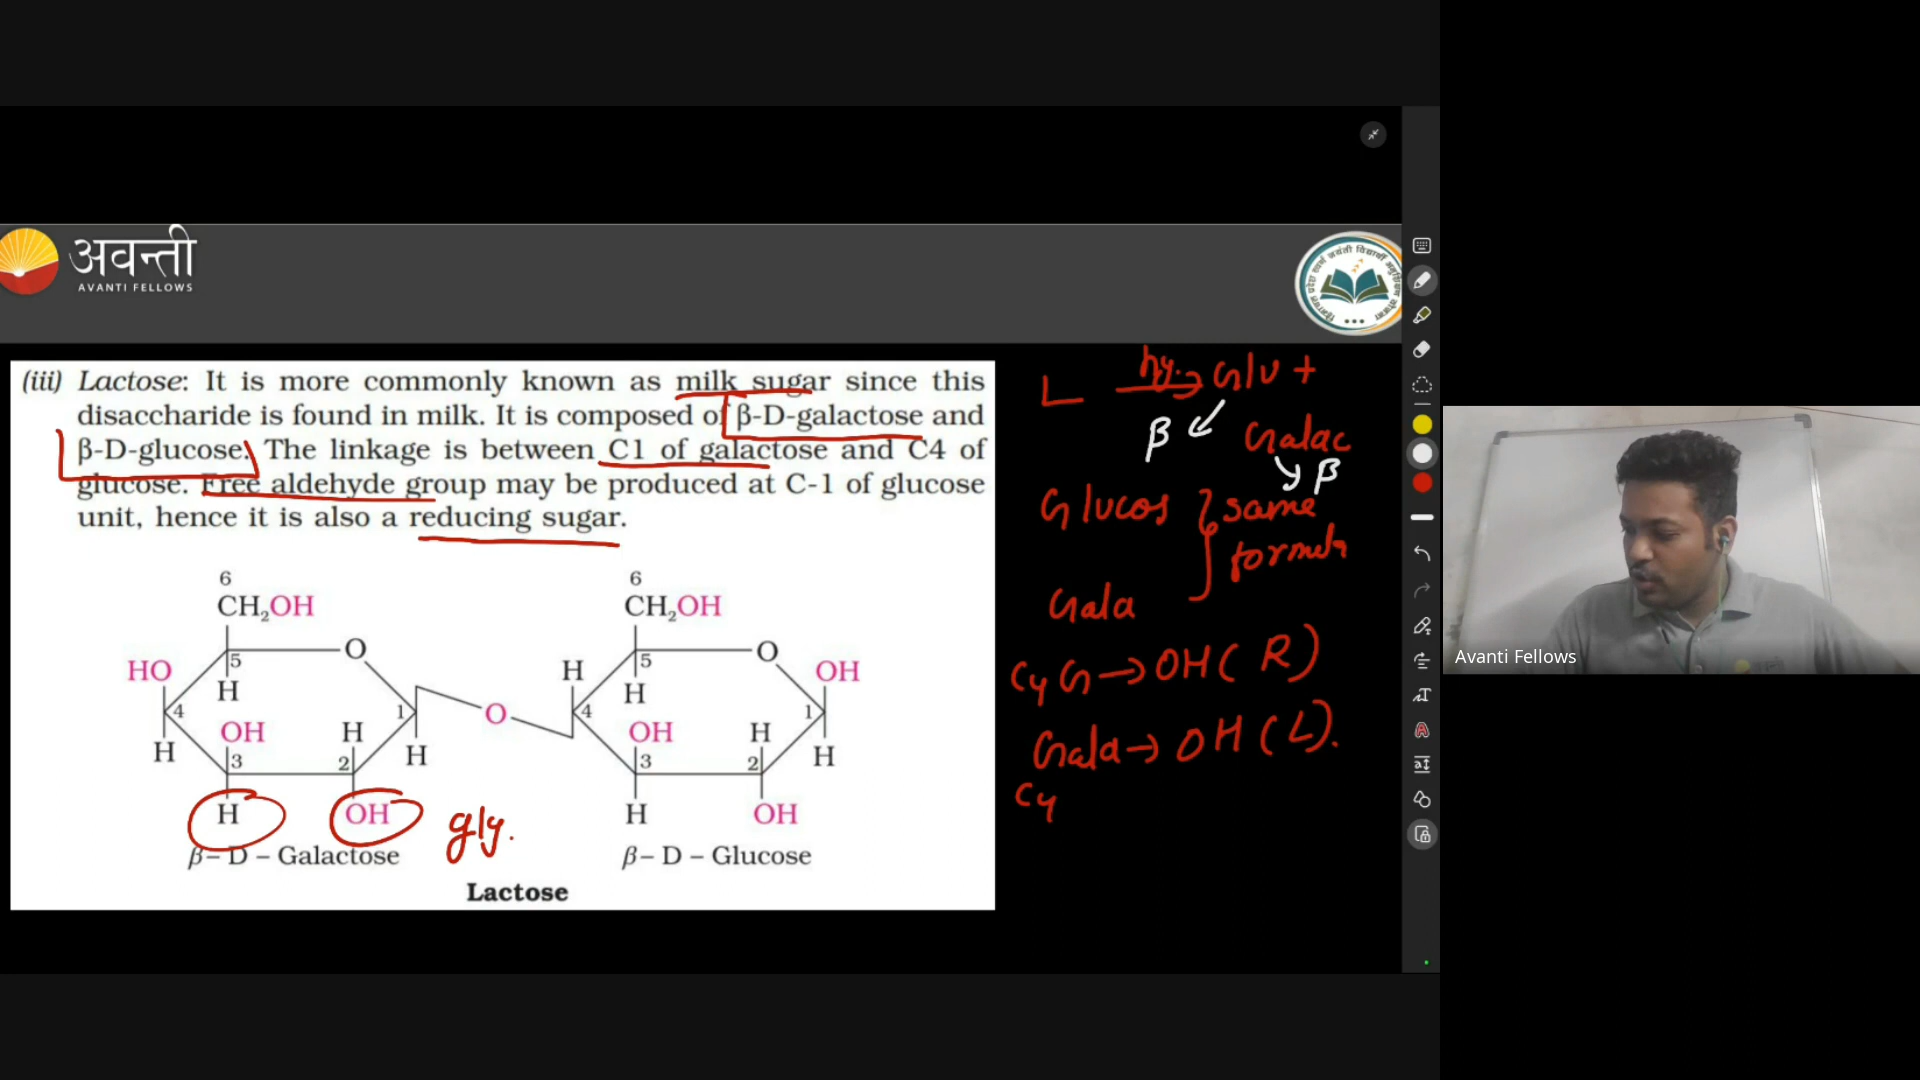 अवन्ती
AVANTI FELLOWS
(iii) Lactose: It is more commonly known as milk sugar since this
disaccharide is found in milk. It is composed of β-D-galactose and
β-D-glucose. The linkage is between C1 of galactose and C4 of
glucose. Free aldehyde group may be produced at C-1 of glucose
unit, hence it is also a reducing sugar.
6 6
CH₂OH CH₂OH
O O
HO 5 H 5 OH
H H
4 1 O 4 1
OH H OH H
H 3 2 H 3 2 H
H OH H OH
gly.
β– D – Galactose β– D – Glucose
Lactose
L hy. → Glu +
β Galac
β
Glucos same
formula
Gala
C4 G → OH ( R )
Gala → OH ( L ).
C4
Avanti Fellows